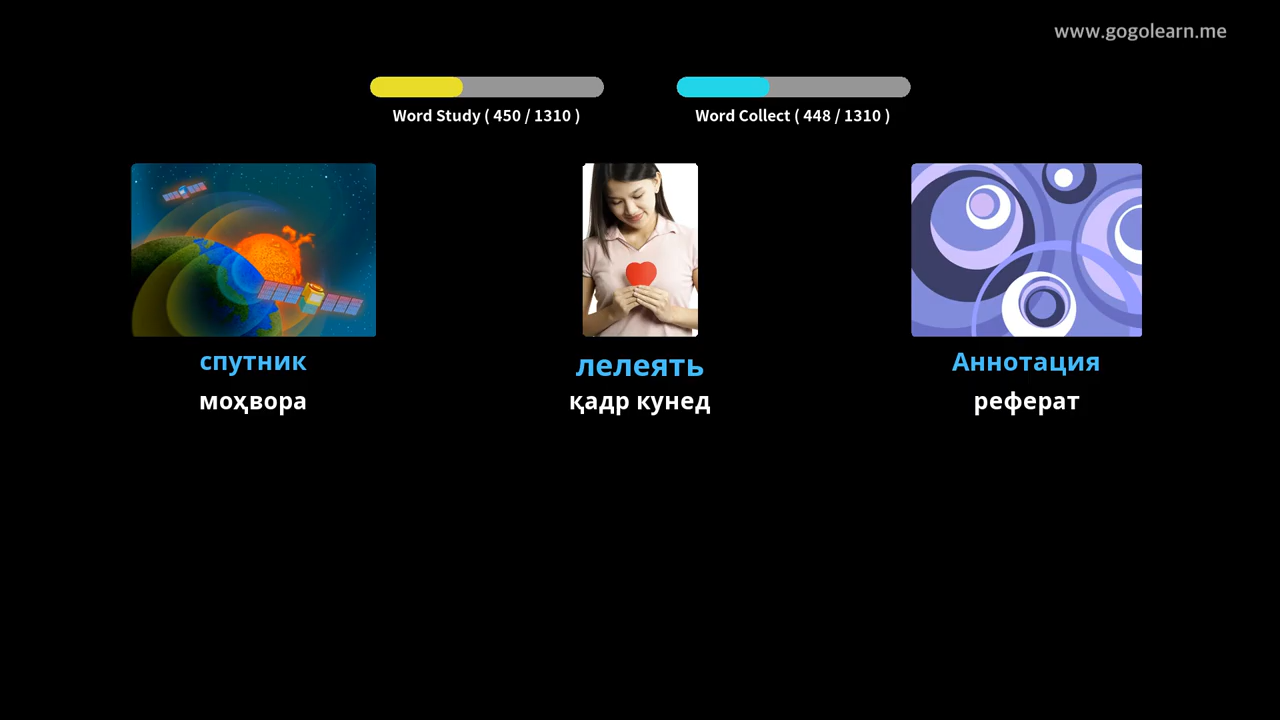 www.gogolearn.me
Word Study ( 450 / 1310 )
Word Collect ( 448 / 1310 )
спутник
лелеять
Аннотация
моҳвора
қадр кунед
реферат